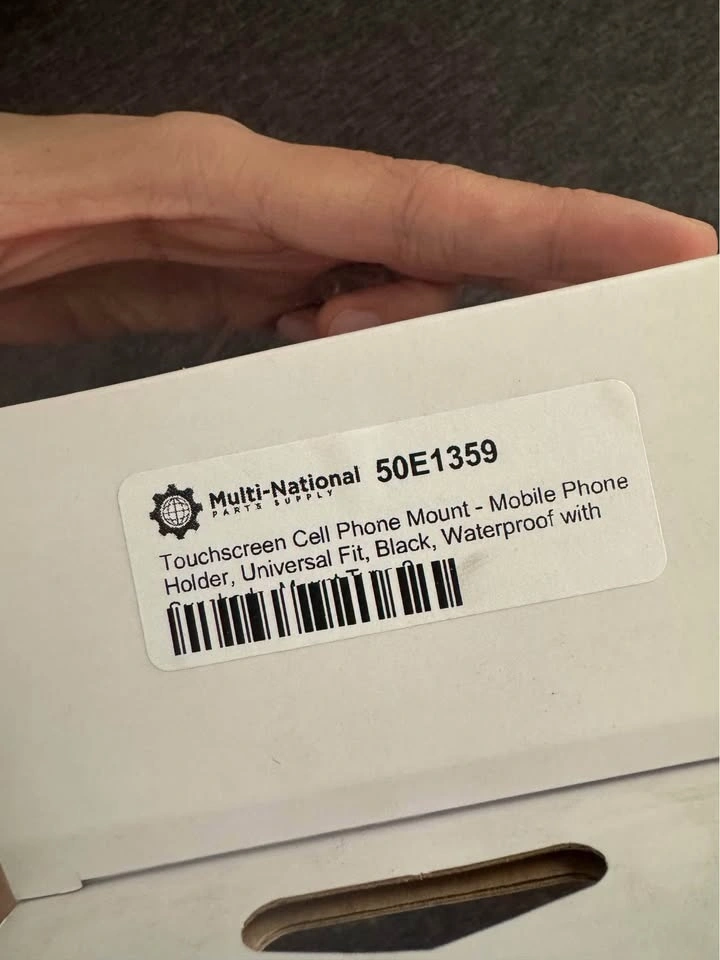 Multi-National 50E1359
PARTS SUPPLY
Touchscreen Cell Phone Mount - Mobile Phone
Holder, Universal Fit, Black, Waterproof with